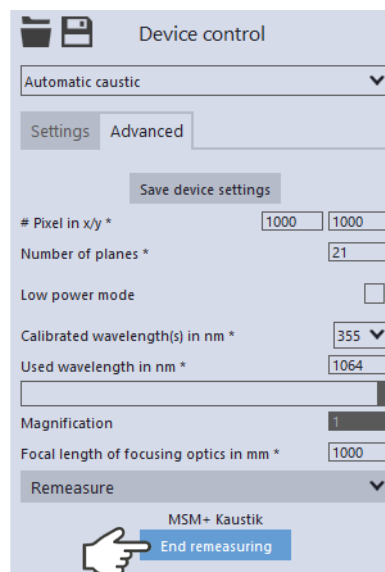 Device control
Automatic caustic
Settings Advanced
Save device settings
# Pixel in x/y * 1000 1000
Number of planes * 21
Low power mode
Calibrated wavelength(s) in nm * 355
Used wavelength in nm * 1064
Magnification 1
Focal length of focusing optics in mm * 1000
Remeasure
MSM+ Kaustik
End remeasuring